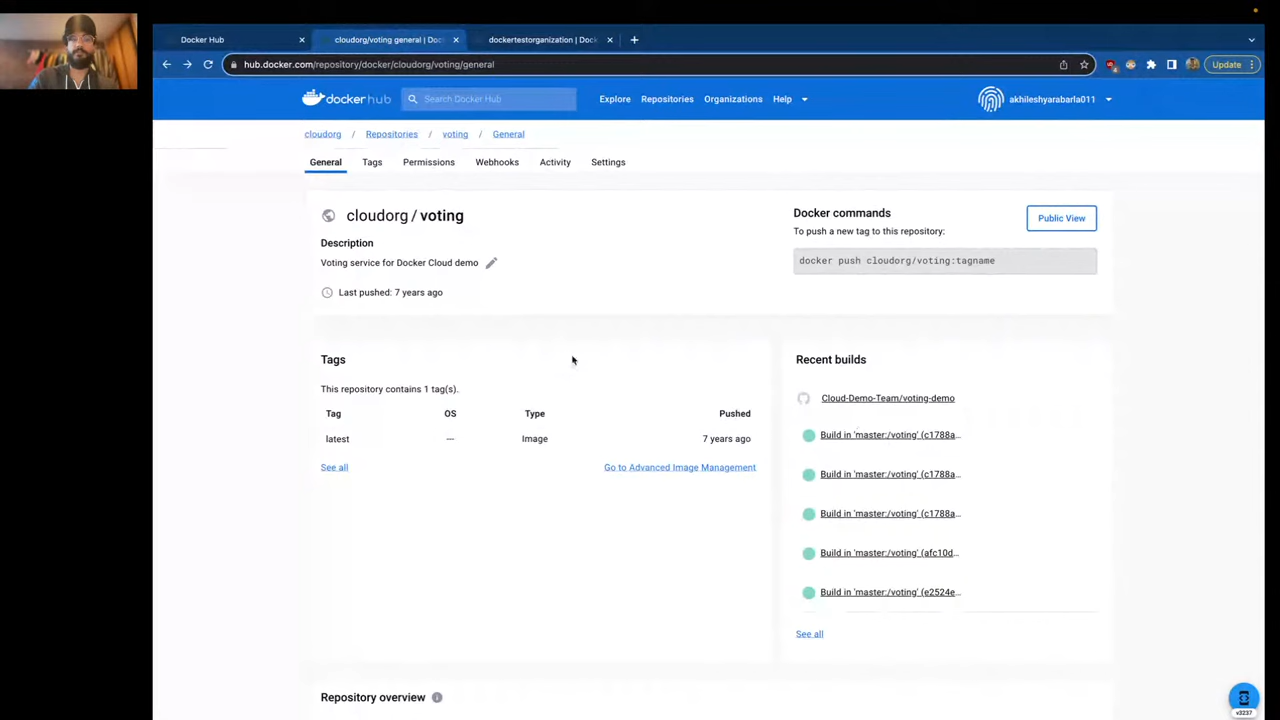 Docker Hub
cloudorg/voting general | Doc
dockertestorganization | Dock
hub.docker.com/repository/docker/cloudorg/voting/general
Update
dockerhub
Search Docker Hub
Explore
Repositories
Organizations
Help
akhileshyarabarla011
cloudorg / Repositories / voting / General
General
Tags
Permissions
Webhooks
Activity
Settings
cloudorg / voting
Description
Voting service for Docker Cloud demo
Last pushed: 7 years ago
Docker commands
Public View
To push a new tag to this repository:
docker push cloudorg/voting:tagname
Tags
This repository contains 1 tag(s).
Tag OS Type Pushed
latest --- Image 7 years ago
See all
Go to Advanced Image Management
Recent builds
Cloud-Demo-Team/voting-demo
Build in 'master:/voting' (c1788a...
Build in 'master:/voting' (c1788a...
Build in 'master:/voting' (c1788a...
Build in 'master:/voting' (afc10d...
Build in 'master:/voting' (e2524e...
See all
Repository overview
v3237